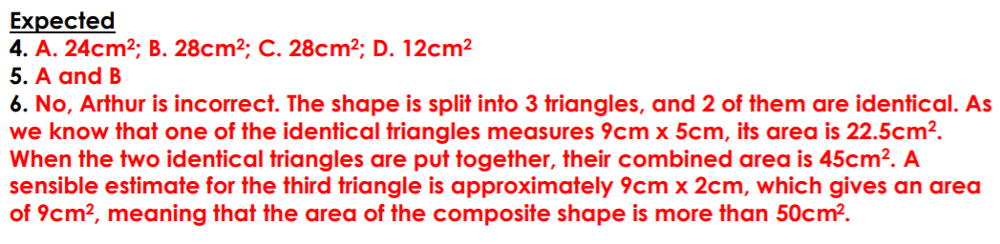 Expected
4. A. 24cm²; B. 28cm²; C. 28cm²; D. 12cm²
5. A and B
6. No, Arthur is incorrect. The shape is split into 3 triangles, and 2 of them are identical. As
we know that one of the identical triangles measures 9cm x 5cm, its area is 22.5cm².
When the two identical triangles are put together, their combined area is 45cm². A
sensible estimate for the third triangle is approximately 9cm x 2cm, which gives an area
of 9cm², meaning that the area of the composite shape is more than 50cm².